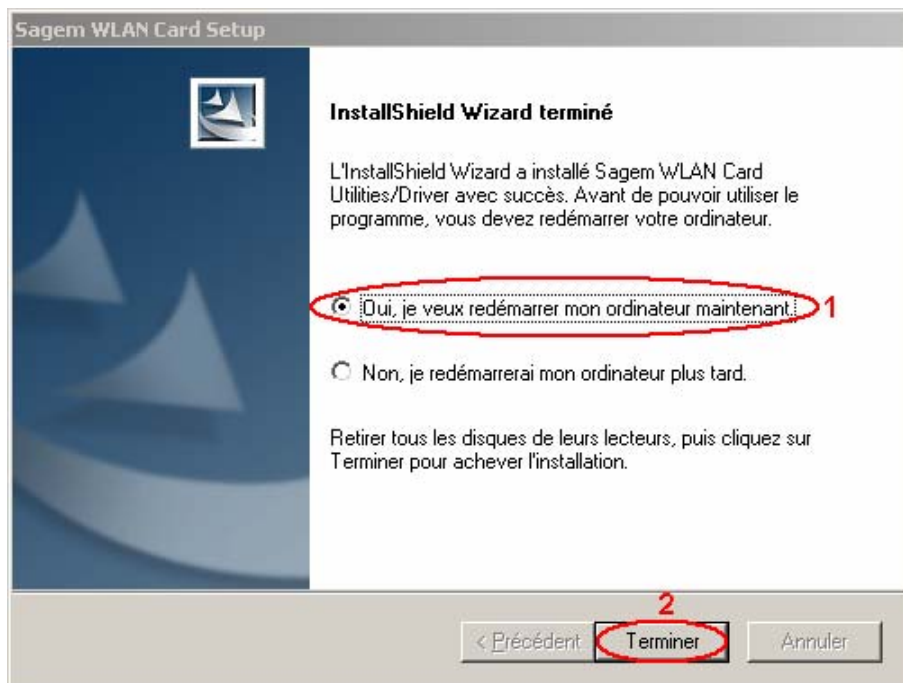 Sagem WLAN Card Setup
InstallShield Wizard terminé
L'InstallShield Wizard a installé Sagem WLAN Card
Utilities/Driver avec succès. Avant de pouvoir utiliser le
programme, vous devez redémarrer votre ordinateur.
Oui, je veux redémarrer mon ordinateur maintenant. 1
Non, je redémarrerai mon ordinateur plus tard.
Retirer tous les disques de leurs lecteurs, puis cliquez sur
Terminer pour achever l'installation.
2
< Précédent Terminer Annuler